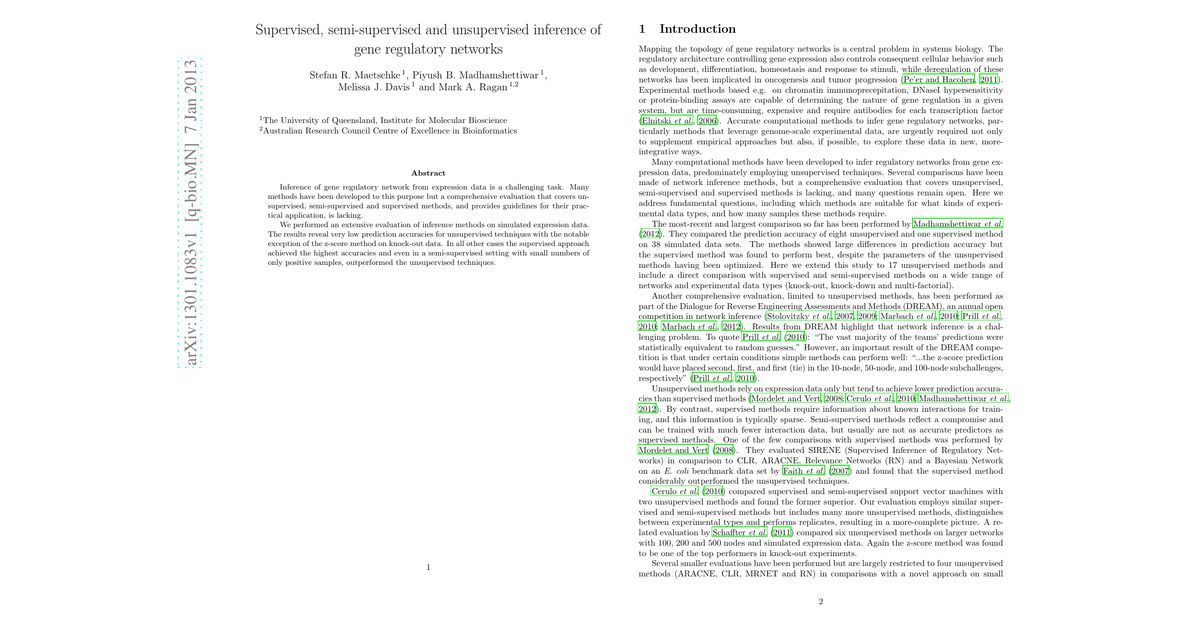 arXiv:1301.1083v1 [q-bio.MN] 7 Jan 2013
Supervised, semi-supervised and unsupervised inference of
gene regulatory networks
Stefan R. Maetschke 1, Piyush B. Madhamshettiwar 1,
Melissa J. Davis 1 and Mark A. Ragan 1,2
1The University of Queensland, Institute for Molecular Bioscience
2Australian Research Council Centre of Excellence in Bioinformatics
Abstract
Inference of gene regulatory network from expression data is a challenging task. Many
methods have been developed to this purpose but a comprehensive evaluation that covers un-
supervised, semi-supervised and supervised methods, and provides guidelines for their prac-
tical application, is lacking.
We performed an extensive evaluation of inference methods on simulated expression data.
The results reveal very low prediction accuracies for unsupervised techniques with the notable
exception of the z-score method on knock-out data. In all other cases the supervised approach
achieved the highest accuracies and even in a semi-supervised setting with small numbers of
only positive samples, outperformed the unsupervised techniques.
1
1 Introduction
Mapping the topology of gene regulatory networks is a central problem in systems biology. The
regulatory architecture controlling gene expression also controls consequent cellular behavior such
as development, differentiation, homeostasis and response to stimuli, while deregulation of these
networks has been implicated in oncogenesis and tumor progression (Pe'er and Hacohen, 2011).
Experimental methods based e.g. on chromatin immunoprecipitation, DNaseI hypersensitivity
or protein-binding assays are capable of determining the nature of gene regulation in a given
system, but are time-consuming, expensive and require antibodies for each transcription factor
(Elnitski et al., 2006). Accurate computational methods to infer gene regulatory networks, par-
ticularly methods that leverage genome-scale experimental data, are urgently required not only
to supplement empirical approaches but also, if possible, to explore these data in new, more-
integrative ways.
Many computational methods have been developed to infer regulatory networks from gene ex-
pression data, predominately employing unsupervised techniques. Several comparisons have been
made of network inference methods, but a comprehensive evaluation that covers unsupervised,
semi-supervised and supervised methods is lacking, and many questions remain open. Here we
address fundamental questions, including which methods are suitable for what kinds of experi-
mental data types, and how many samples these methods require.
The most-recent and largest comparison so far has been performed by Madhamshettiwar et al.
(2012). They compared the prediction accuracy of eight unsupervised and one supervised method
on 38 simulated data sets. The methods showed large differences in prediction accuracy but
the supervised method was found to perform best, despite the parameters of the unsupervised
methods having been optimized. Here we extend this study to 17 unsupervised methods and
include a direct comparison with supervised and semi-supervised methods on a wide range of
networks and experimental data types (knock-out, knock-down and multi-factorial).
Another comprehensive evaluation, limited to unsupervised methods, has been performed as
part of the Dialogue for Reverse Engineering Assessments and Methods (DREAM), an annual open
competition in network inference (Stolovitzky et al., 2007, 2009; Marbach et al., 2010; Prill et al.,
2010; Marbach et al., 2012). Results from DREAM highlight that network inference is a chal-
lenging problem. To quote Prill et al. (2010): “The vast majority of the teams' predictions were
statistically equivalent to random guesses.” However, an important result of the DREAM compe-
tition is that under certain conditions simple methods can perform well: “...the z-score prediction
would have placed second, first, and first (tie) in the 10-node, 50-node, and 100-node subchallenges,
respectively” (Prill et al., 2010).
Unsupervised methods rely on expression data only but tend to achieve lower prediction accura-
cies than supervised methods (Mordelet and Vert, 2008; Cerulo et al., 2010; Madhamshettiwar et al.,
2012). By contrast, supervised methods require information about known interactions for train-
ing, and this information is typically sparse. Semi-supervised methods reflect a compromise and
can be trained with much fewer interaction data, but usually are not as accurate predictors as
supervised methods. One of the few comparisons with supervised methods was performed by
Mordelet and Vert (2008). They evaluated SIRENE (Supervised Inference of Regulatory Net-
works) in comparison to CLR, ARACNE, Relevance Networks (RN) and a Bayesian Network
on an E. coli benchmark data set by Faith et al. (2007) and found that the supervised method
considerably outperformed the unsupervised techniques.
Cerulo et al. (2010) compared supervised and semi-supervised support vector machines with
two unsupervised methods and found the former superior. Our evaluation employs similar super-
vised and semi-supervised methods but includes many more unsupervised methods, distinguishes
between experimental types and performs replicates, resulting in a more-complete picture. A re-
lated evaluation by Schaffter et al. (2011) compared six unsupervised methods on larger networks
with 100, 200 and 500 nodes and simulated expression data. Again the z-score method was found
to be one of the top performers in knock-out experiments.
Several smaller evaluations have been performed but are largely restricted to four unsupervised
methods (ARACNE, CLR, MRNET and RN) in comparisons with a novel approach on small
2